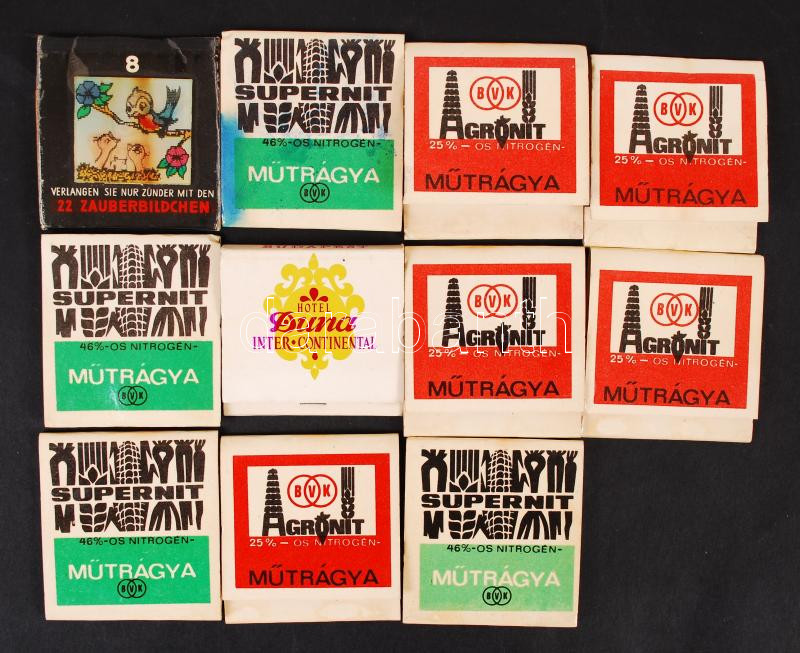 8
VERLANGEN SIE NUR ZÜNDER MIT DEN
22 ZAUBERBILDCHEN
SUPERNIT
46%-OS NITROGÉN-
MŰTRÁGYA
BVK
BVK
AGRONIT
25% - OS NITROGÉN-
MŰTRÁGYA
BVK
AGRONIT
25% - OS NITROGÉN-
MŰTRÁGYA
SUPERNIT
46%-OS NITROGÉN-
MŰTRÁGYA
BVK
BUDAPEST
HOTEL
Duna
INTER•CONTINENTAL
BVK
AGRONIT
25% - OS NITROGÉN-
MŰTRÁGYA
BVK
AGRONIT
25% - OS NITROGÉN-
MŰTRÁGYA
SUPERNIT
46%-OS NITROGÉN-
MŰTRÁGYA
BVK
BVK
AGRONIT
25% - OS NITROGÉN-
MŰTRÁGYA
SUPERNIT
46%-OS NITROGÉN-
MŰTRÁGYA
BVK